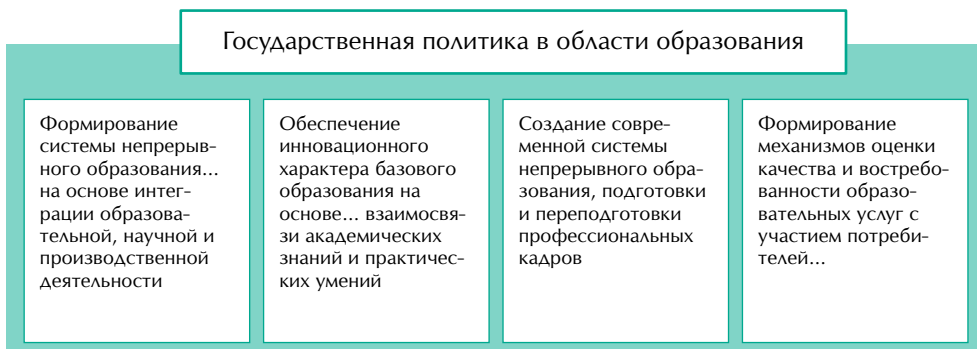 Государственная политика в области образования
Формирование
системы непрерыв-
ного образования...
на основе интег-
рации образова-
тельной, научной и
производственной
деятельности
Обеспечение
инновационного
характера базового
образования на
основе... взаимосвя-
зи академических
знаний и практичес-
ких умений
Создание совре-
менной системы
непрерывного обра-
зования, подготовки
и переподготовки
профессиональных
кадров
Формирование
механизмов оценки
качества и востребо-
ванности образо-
вательных услуг с
участием потреби-
телей...